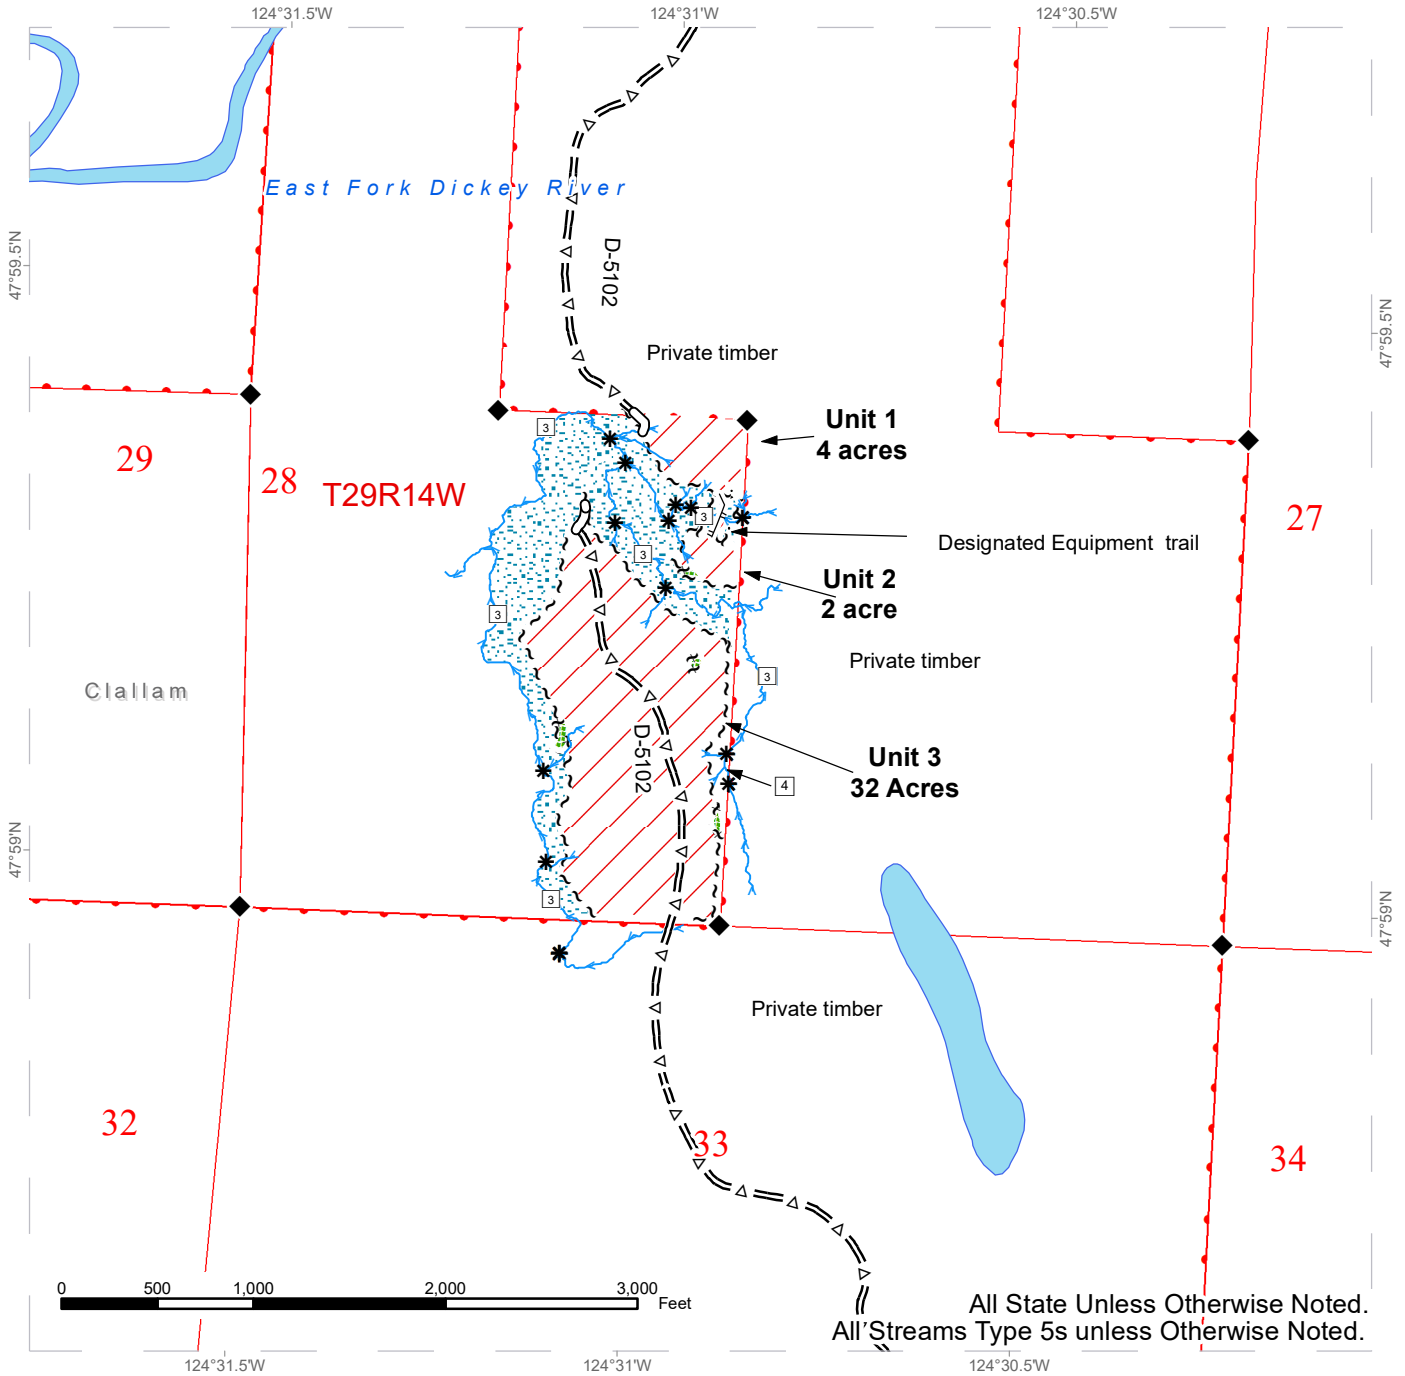 124°31.5'W
124°31'W
124°30.5'W
East Fork Dickey River
47°59.5'N
D-5102
47°59.5'N
Private timber
3
Unit 1
4 acres
29
28
T29R14W
27
3
Designated Equipment trail
3
Unit 2
2 acre
3
Private timber
3
Clallam
D-5102
Unit 3
32 Acres
4
47°59'N
3
47°59'N
Private timber
32
33
34
0
500
1,000
2,000
3,000
Feet
All State Unless Otherwise Noted.
All Streams Type 5s unless Otherwise Noted.
124°31.5'W
124°31'W
124°30.5'W